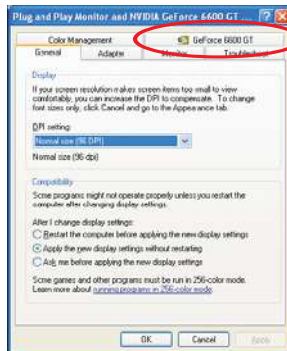 Plug and Play Monitor and NVIDIA GeForce 6600 GT ...
Color Management
GeForce 6600 GT
General
Adapter
Monitor
Troubleshoot
Display
If your screen resolution makes screen items too small to view
comfortably, you can increase the DPI to compensate. To change
font sizes only, click Cancel and go to the Appearance tab.
DPI setting:
Normal size (96 DPI)
Normal size (96 dpi)
Compatibility
Some programs might not operate properly unless you restart the
computer after changing display settings.
After I change display settings:
Restart the computer before applying the new display settings
Apply the new display settings without restarting
Ask me before applying the new display settings
Some games and other programs must be run in 256-color mode.
Learn more about running programs in 256-color mode.
OK
Cancel
Apply